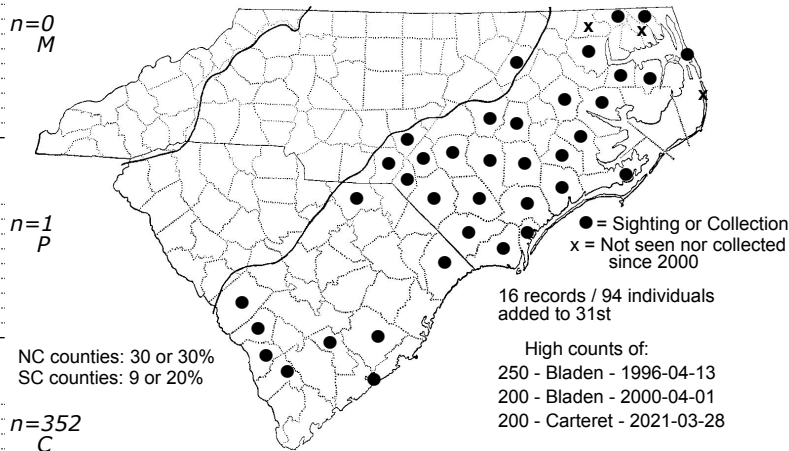 n=0
M
x
x
x
● = Sighting or Collection
x = Not seen nor collected
since 2000
n=1
P
16 records / 94 individuals
added to 31st
High counts of:
250 - Bladen - 1996-04-13
200 - Bladen - 2000-04-01
200 - Carteret - 2021-03-28
NC counties: 30 or 30%
SC counties: 9 or 20%
n=352
C